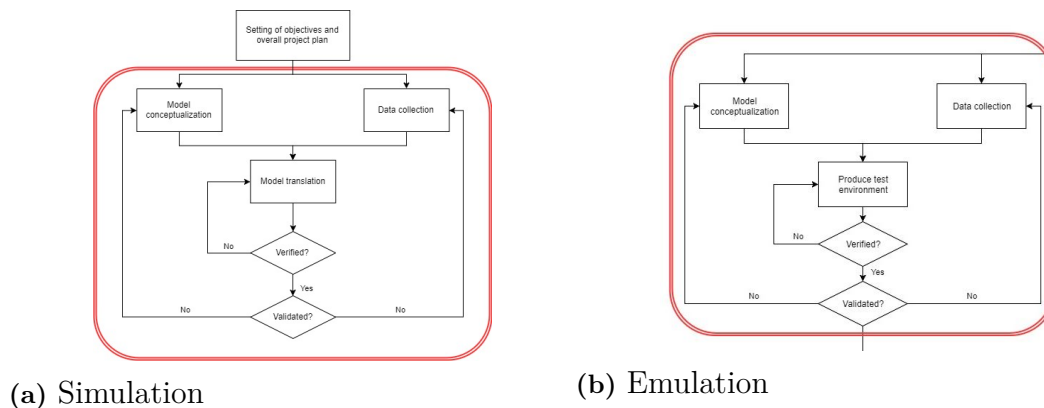 Setting of objectives and
overall project plan
Model
conceptualization
Data collection
Model translation
No
Verified?
Yes
No
Validated?
No
(a) Simulation
Model
conceptualization
Data collection
Produce test
environment
No
Verified?
Yes
No
Validated?
No
(b) Emulation